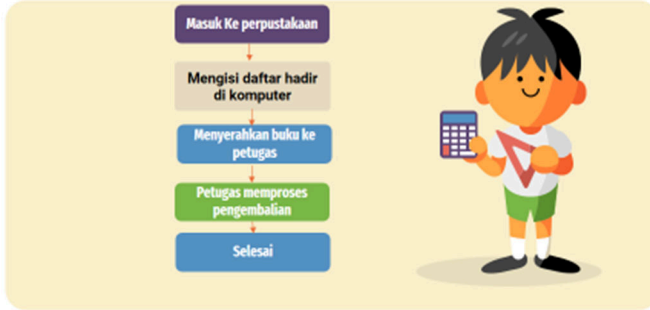 Masuk Ke perpustakaan
Mengisi daftar hadir
di komputer
Menyerahkan buku ke
petugas
Petugas memproses
pengembalian
Selesai